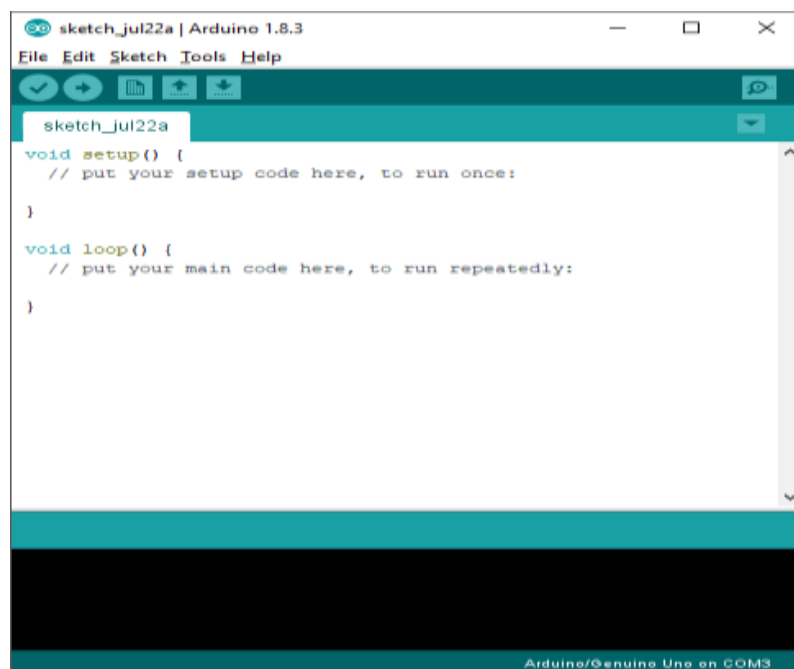 sketch_jul22a | Arduino 1.8.3
File Edit Sketch Tools Help
sketch_jul22a
void setup() {
  // put your setup code here, to run once:
}
void loop() {
  // put your main code here, to run repeatedly:
}
Arduino/Genuino Uno on COM3